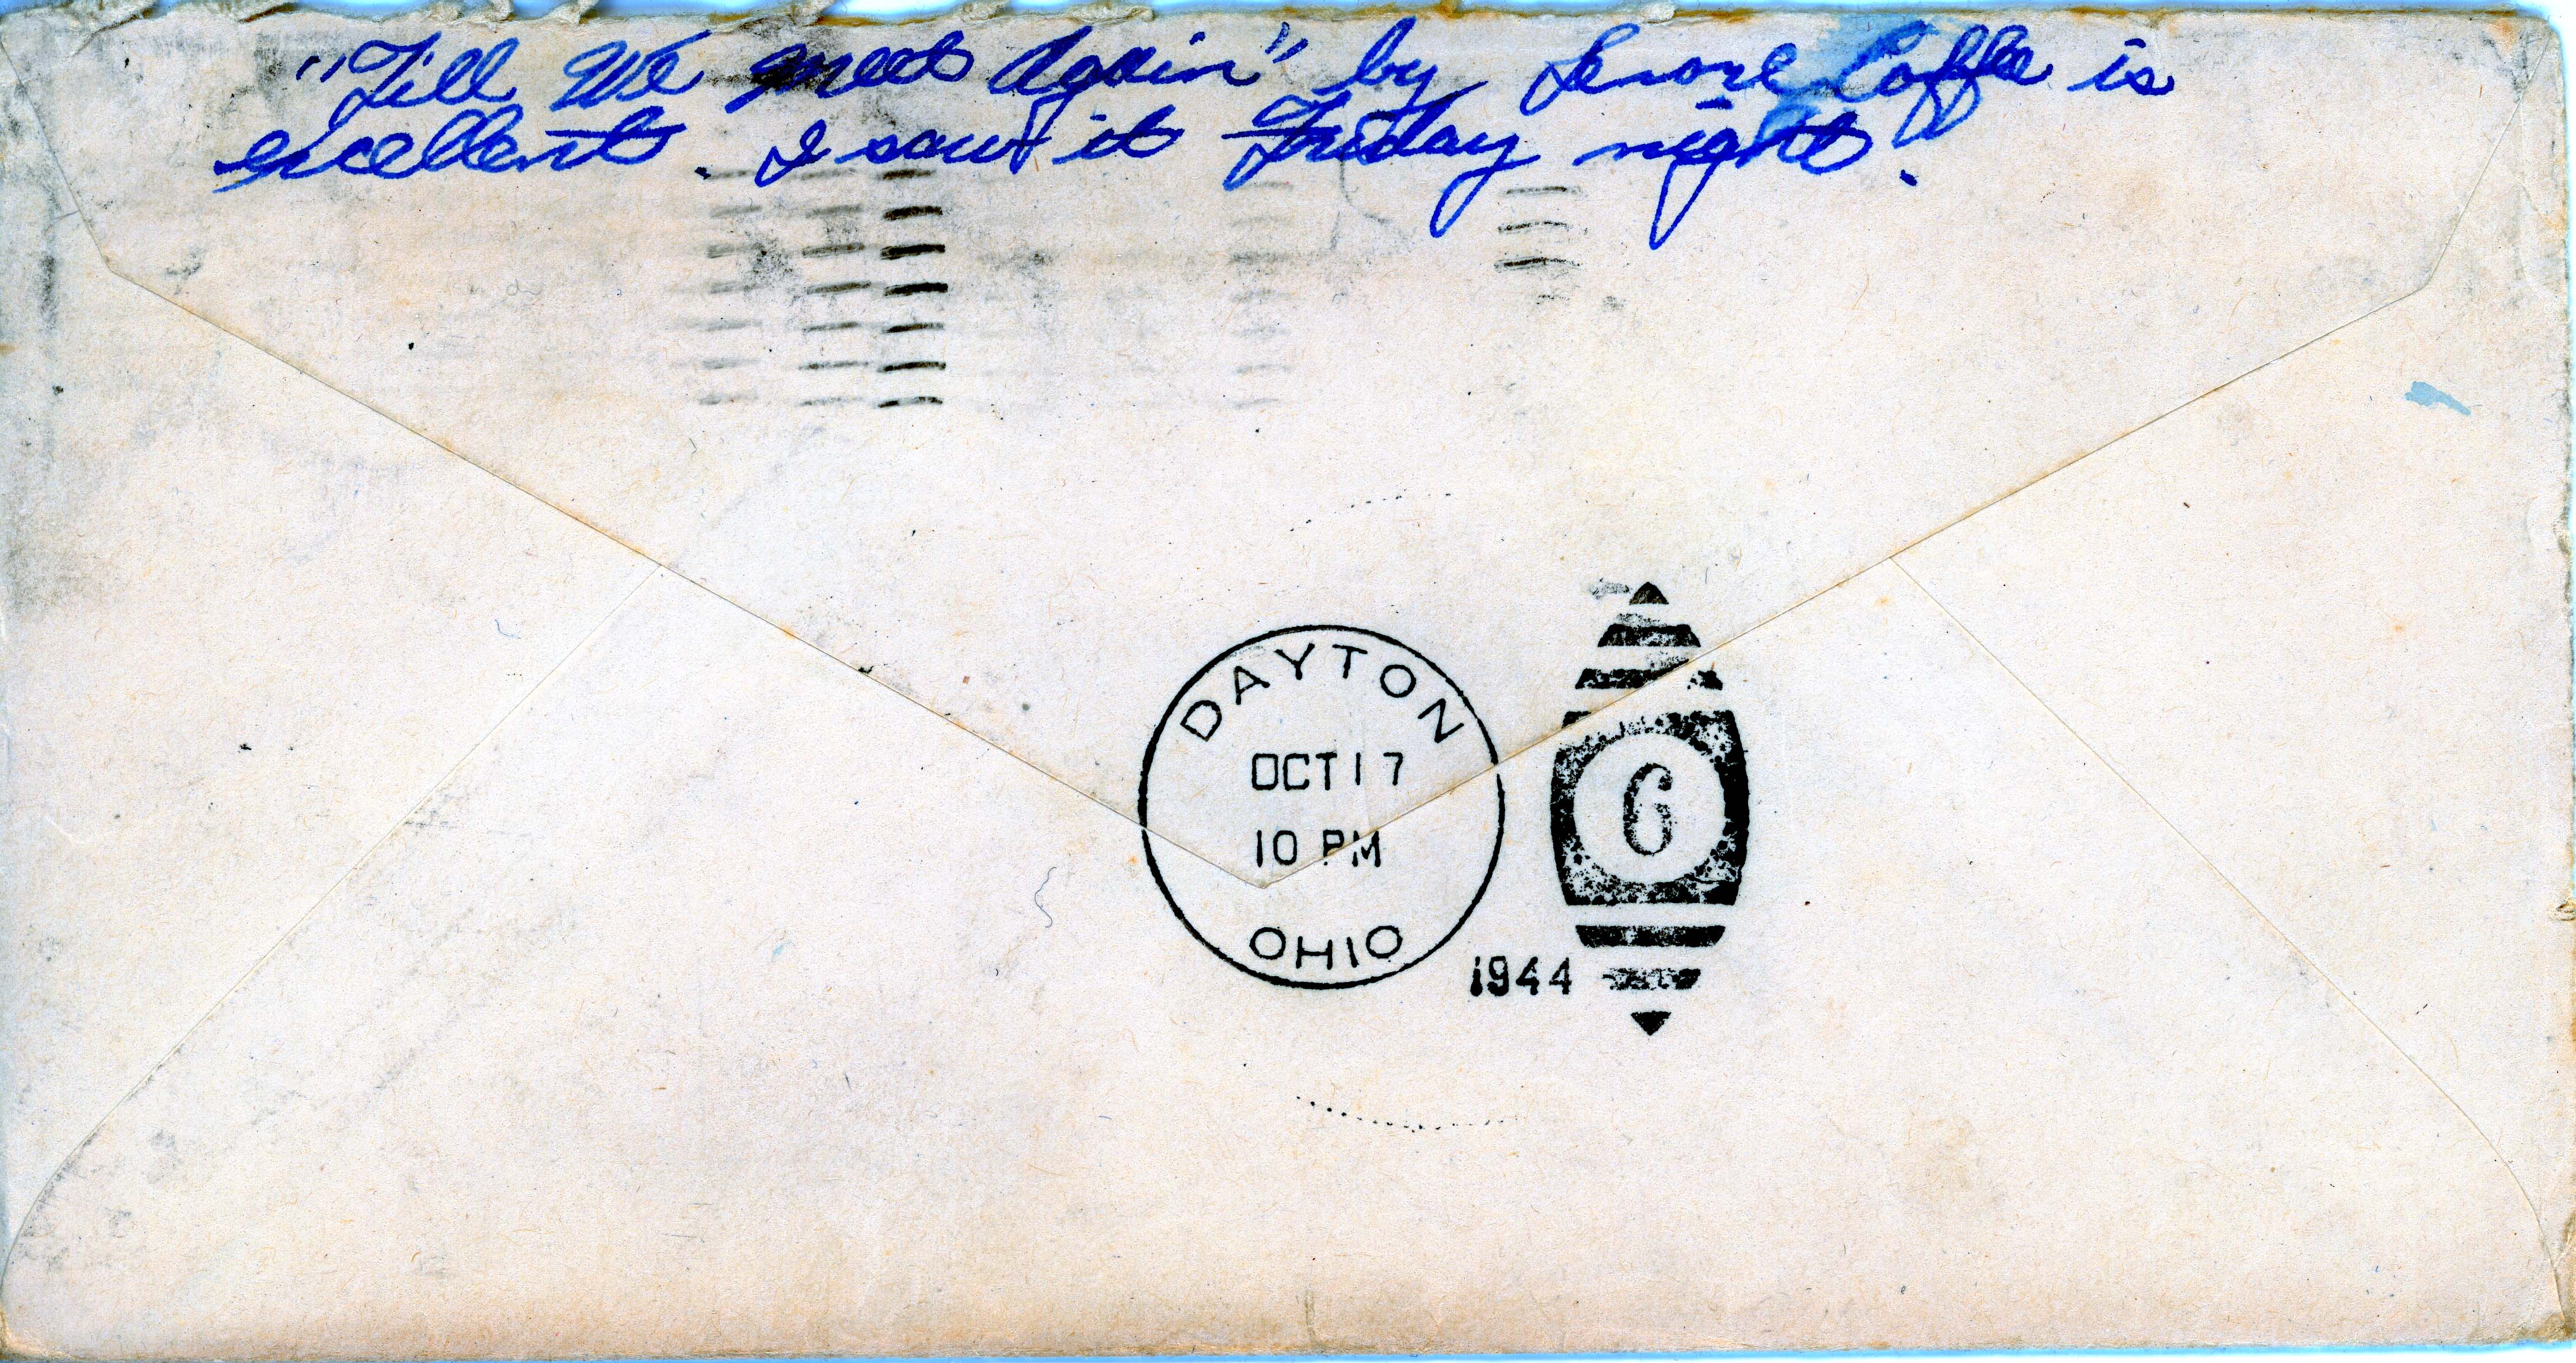 "Till We Meet Again" by Lenore Coffee is
excellent. I saw it Friday night.
DAYTON
OCT 17
10 PM
OHIO
1944
6